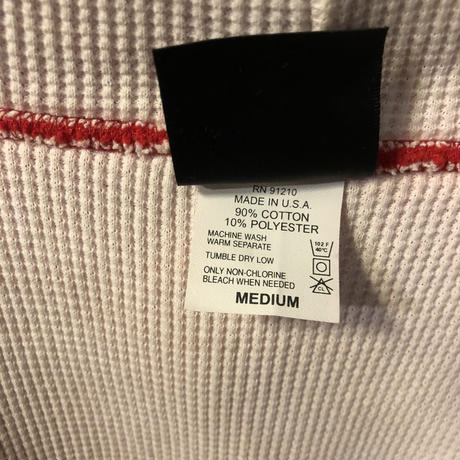 RN 91210
MADE IN U.S.A.
90% COTTON
10% POLYESTER
MACHINE WASH
WARM SEPARATE
102 F
40°C
TUMBLE DRY LOW
ONLY NON-CHLORINE
BLEACH WHEN NEEDED
CL
MEDIUM